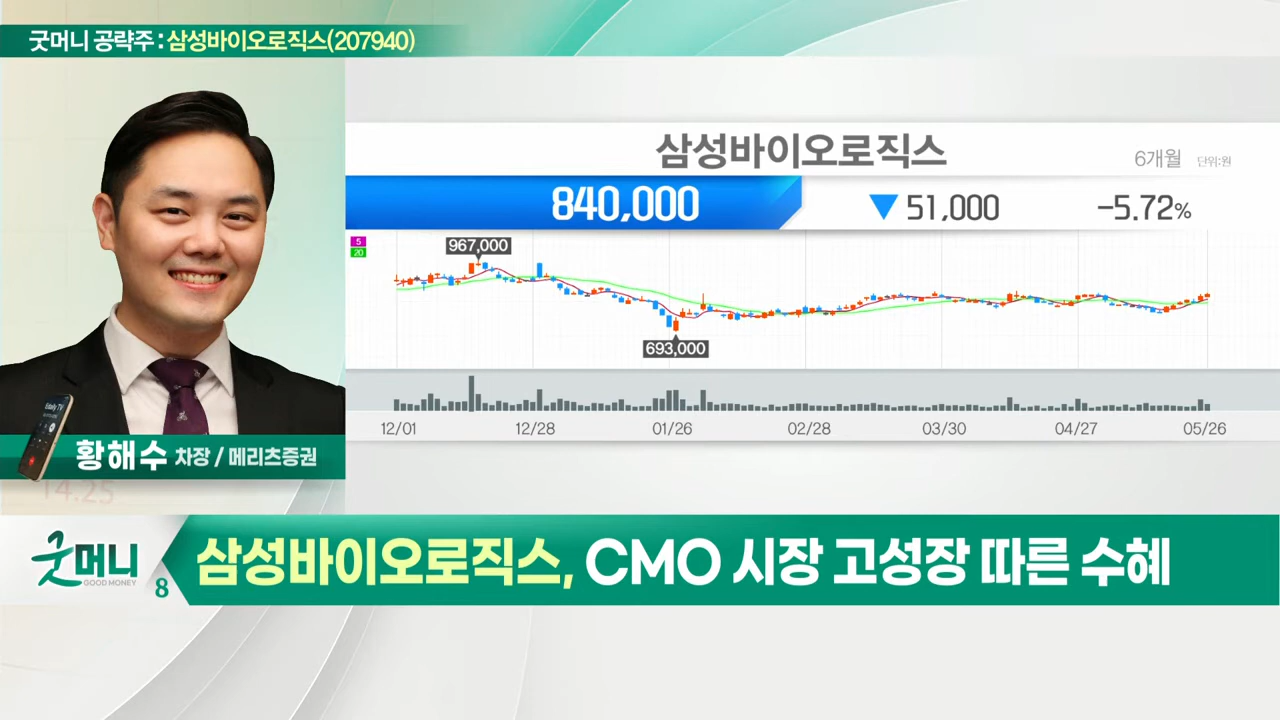 굿머니 공략주 : 삼성바이오로직스(207940)
삼성바이오로직스
6개월 단위:원
840,000 ▼ 51,000 -5.72%
5
20
967,000
693,000
12/01 12/28 01/26 02/28 03/30 04/27 05/26
황해수 차장 / 메리츠증권
14.25
굿머니
GOOD MONEY
8
삼성바이오로직스, CMO 시장 고성장 따른 수혜